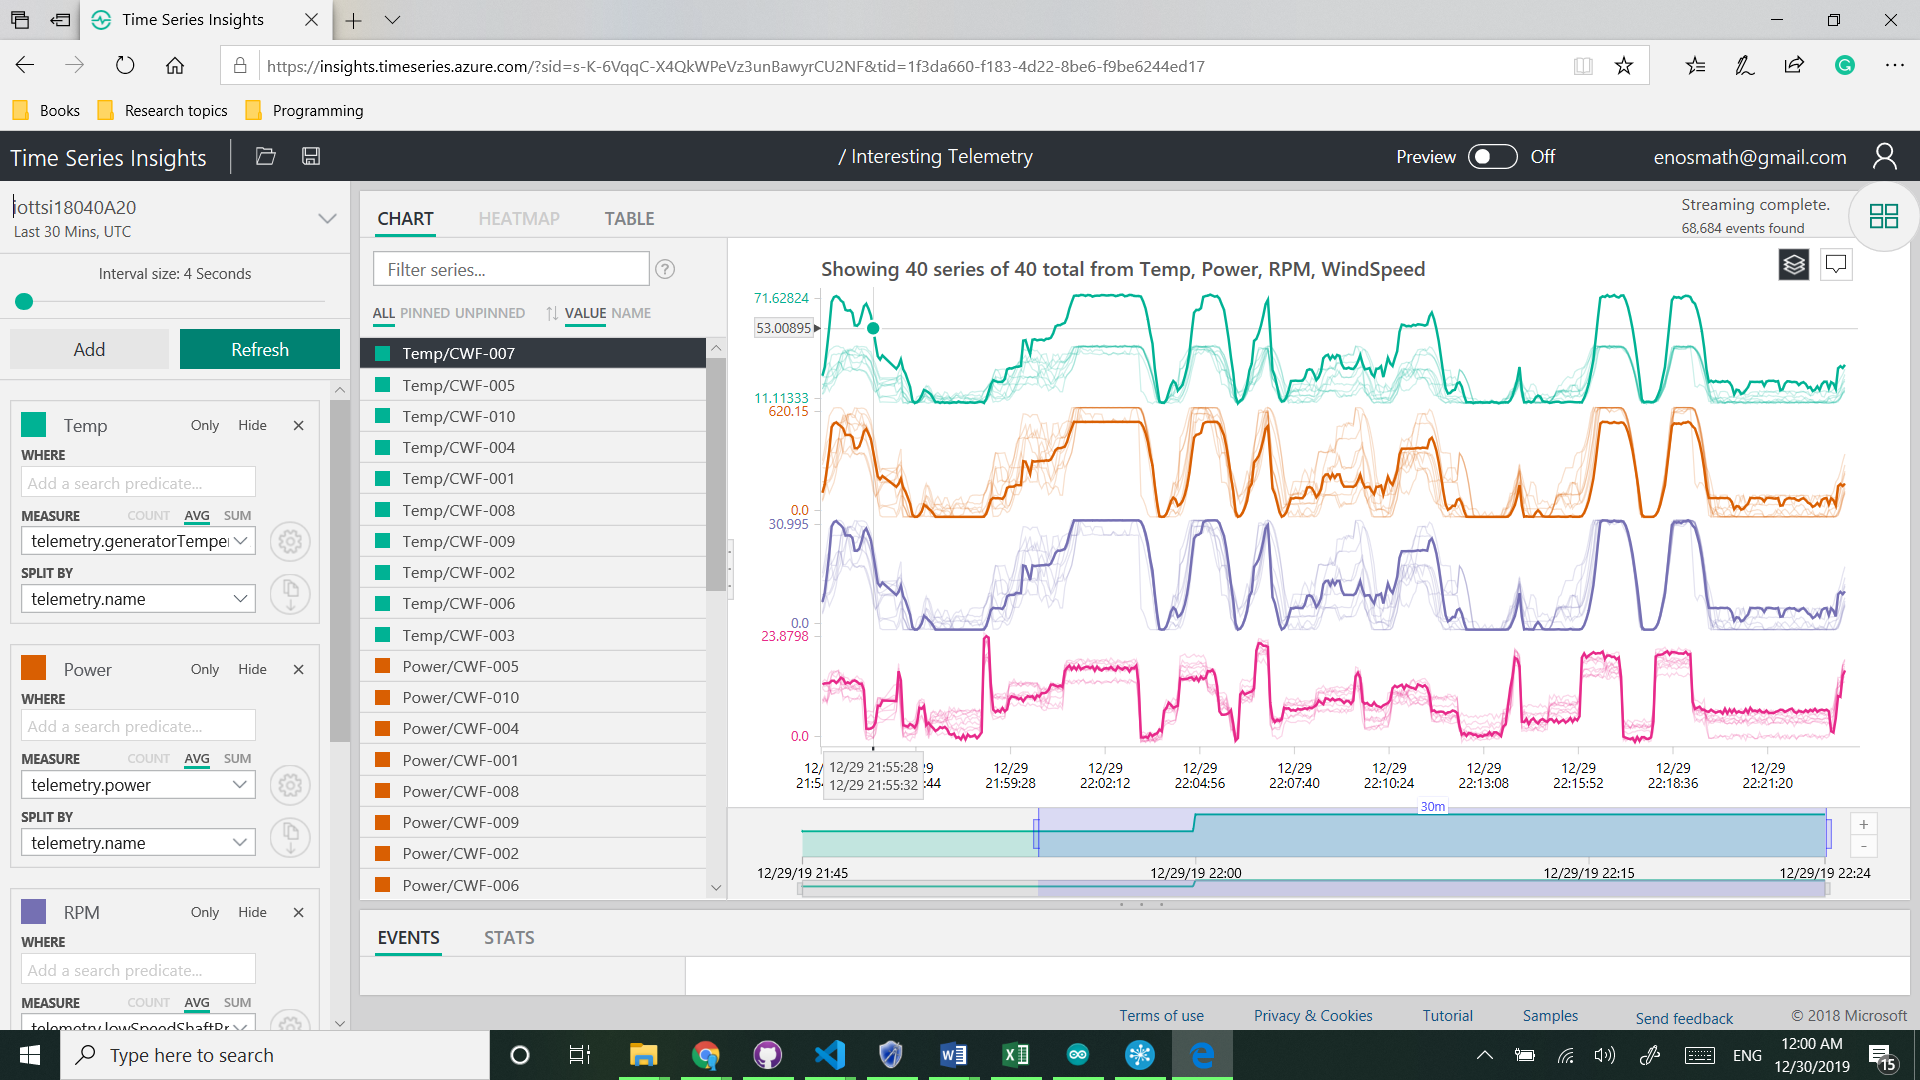 Time Series Insights
https://insights.timeseries.azure.com/?sid=s-K-6VqqC-X4QkWPeVz3unBawyrCU2NF&tid=1f3da660-f183-4d22-8be6-f9be6244ed17
Books Research topics Programming
Time Series Insights / Interesting Telemetry Preview Off enosmath@gmail.com
iottsi18040A20
Last 30 Mins, UTC
Interval size: 4 Seconds
Add Refresh
Temp Only Hide
WHERE
Add a search predicate...
MEASURE COUNT AVG SUM
telemetry.generatorTemper
SPLIT BY
telemetry.name
Power Only Hide
WHERE
Add a search predicate...
MEASURE COUNT AVG SUM
telemetry.power
SPLIT BY
telemetry.name
RPM Only Hide
WHERE
Add a search predicate...
MEASURE COUNT AVG SUM
CHART HEATMAP TABLE
Streaming complete.
68,684 events found
Filter series...
ALL PINNED UNPINNED VALUE NAME
Temp/CWF-007
Temp/CWF-005
Temp/CWF-010
Temp/CWF-004
Temp/CWF-001
Temp/CWF-008
Temp/CWF-009
Temp/CWF-002
Temp/CWF-006
Temp/CWF-003
Power/CWF-005
Power/CWF-010
Power/CWF-004
Power/CWF-001
Power/CWF-008
Power/CWF-009
Power/CWF-002
Power/CWF-006
Showing 40 series of 40 total from Temp, Power, RPM, WindSpeed
71.62824
53.00895
11.11333
620.15
0.0
30.995
0.0
23.8798
0.0
12/29 21:55:28
12/29 21:55:32
12/29 12/29 12/29 12/29 12/29 12/29 12/29 12/29 12/29
21:59:28 22:02:12 22:04:56 22:07:40 22:10:24 22:13:08 22:15:52 22:18:36 22:21:20
30m
12/29/19 21:45 12/29/19 22:00 12/29/19 22:15 12/29/19 22:24
EVENTS STATS
Terms of use Privacy & Cookies Tutorial Samples Send feedback © 2018 Microsoft
Type here to search
ENG
12:00 AM
12/30/2019
15